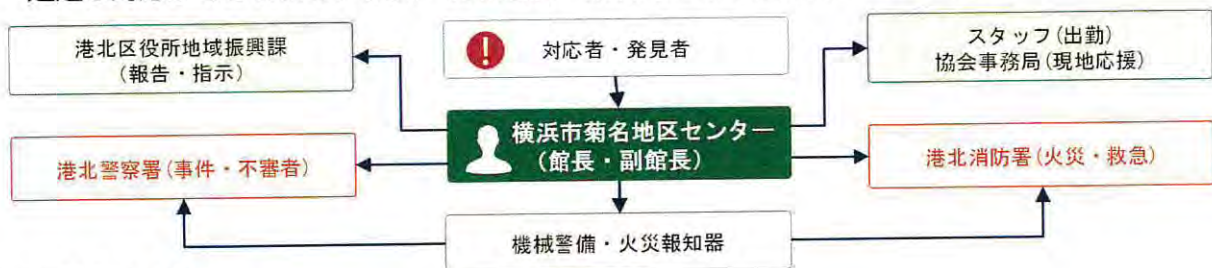 港北区役所地域振興課
(報告・指示)
対応者・発見者
スタッフ(出勤)
協会事務局(現地応援)
横浜市菊名地区センター
(館長・副館長)
港北警察署(事件・不審者)
港北消防署(火災・救急)
機械警備・火災報知器